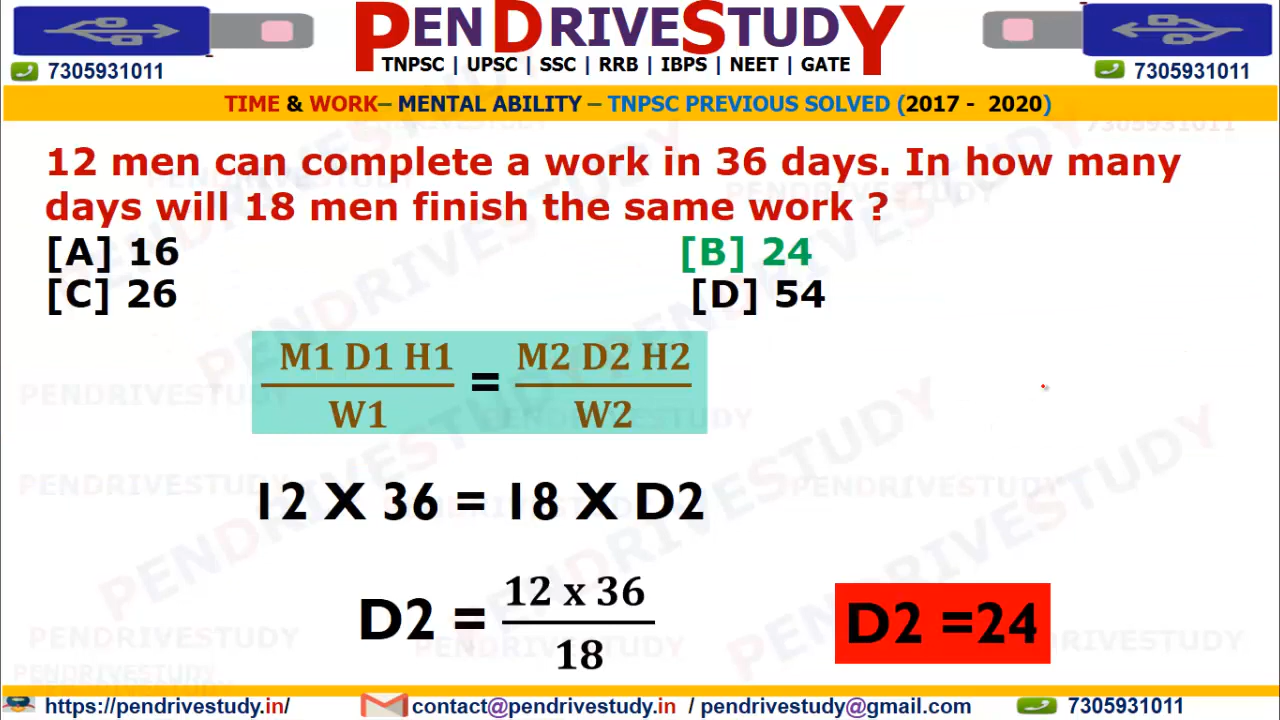 PENDRIVESTUDY
TNPSC | UPSC | SSC | RRB | IBPS | NEET | GATE
7305931011
7305931011
TIME & WORK– MENTAL ABILITY – TNPSC PREVIOUS SOLVED (2017 - 2020)
12 men can complete a work in 36 days. In how many
days will 18 men finish the same work ?
[A] 16 [B] 24
[C] 26 [D] 54
M1 D1 H1 / W1 = M2 D2 H2 / W2
12 X 36 = 18 X D2
D2 = 12 x 36 / 18
D2 =24
https://pendrivestudy.in/ contact@pendrivestudy.in / pendrivestudy@gmail.com 7305931011